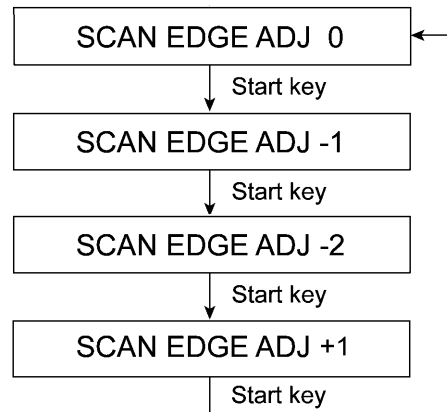 SCAN EDGE ADJ 0
Start key
SCAN EDGE ADJ -1
Start key
SCAN EDGE ADJ -2
Start key
SCAN EDGE ADJ +1
Start key